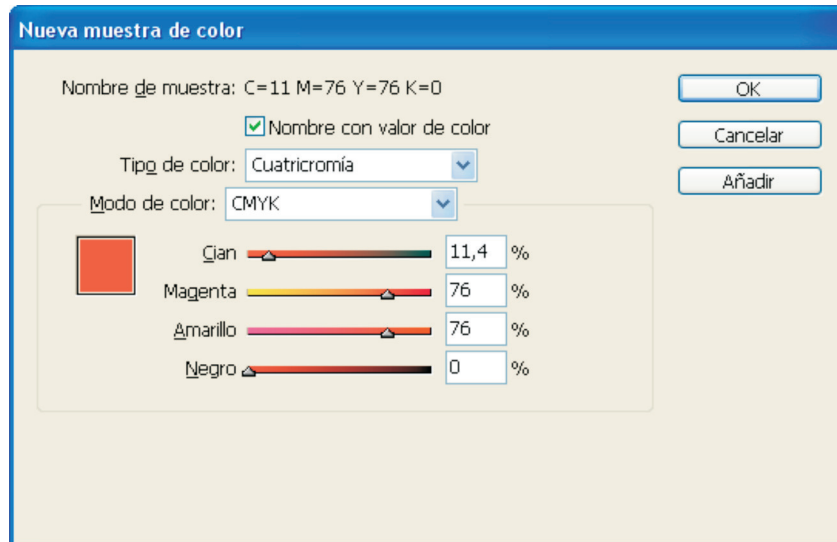 Nueva muestra de color
Nombre de muestra: C=11 M=76 Y=76 K=0
OK
Nombre con valor de color
Cancelar
Tipo de color: Cuatricromía
Añadir
Modo de color: CMYK
Cian 11,4 %
Magenta 76 %
Amarillo 76 %
Negro 0 %